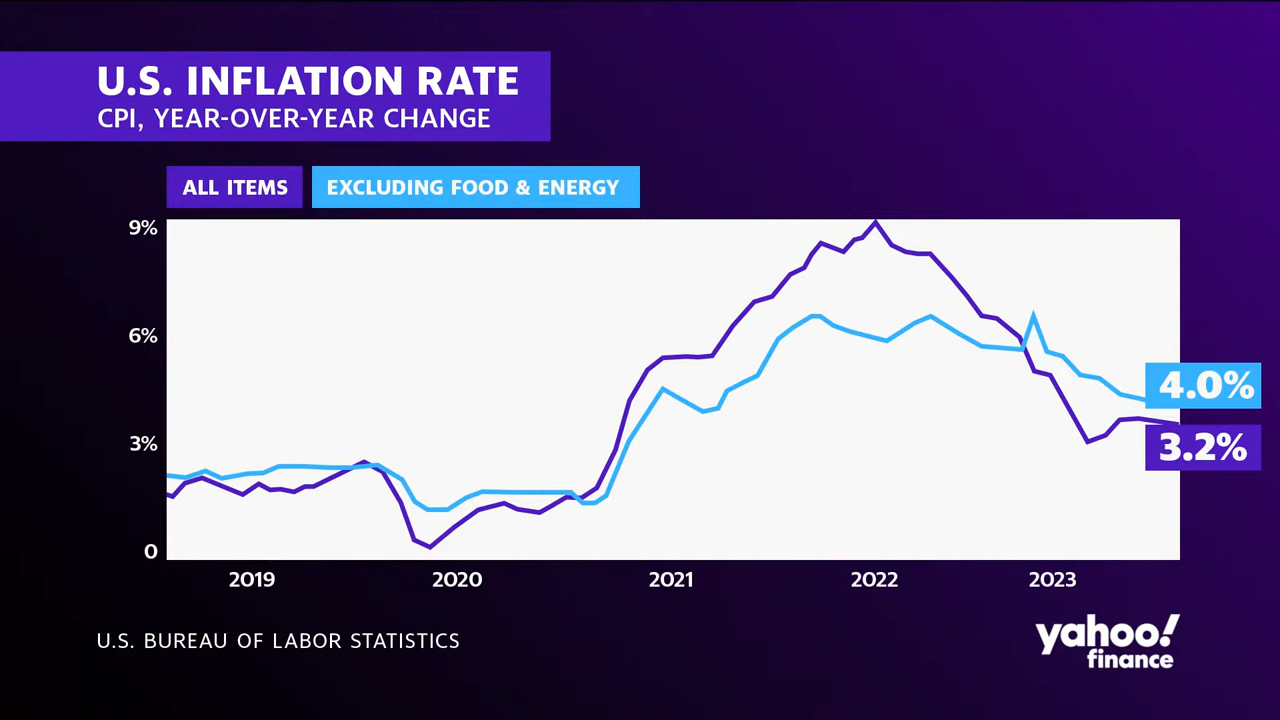 U.S. INFLATION RATE
CPI, YEAR-OVER-YEAR CHANGE
ALL ITEMS
EXCLUDING FOOD & ENERGY
9%
6%
3%
0
4.0%
3.2%
2019 2020 2021 2022 2023
U.S. BUREAU OF LABOR STATISTICS
yahoo!
finance